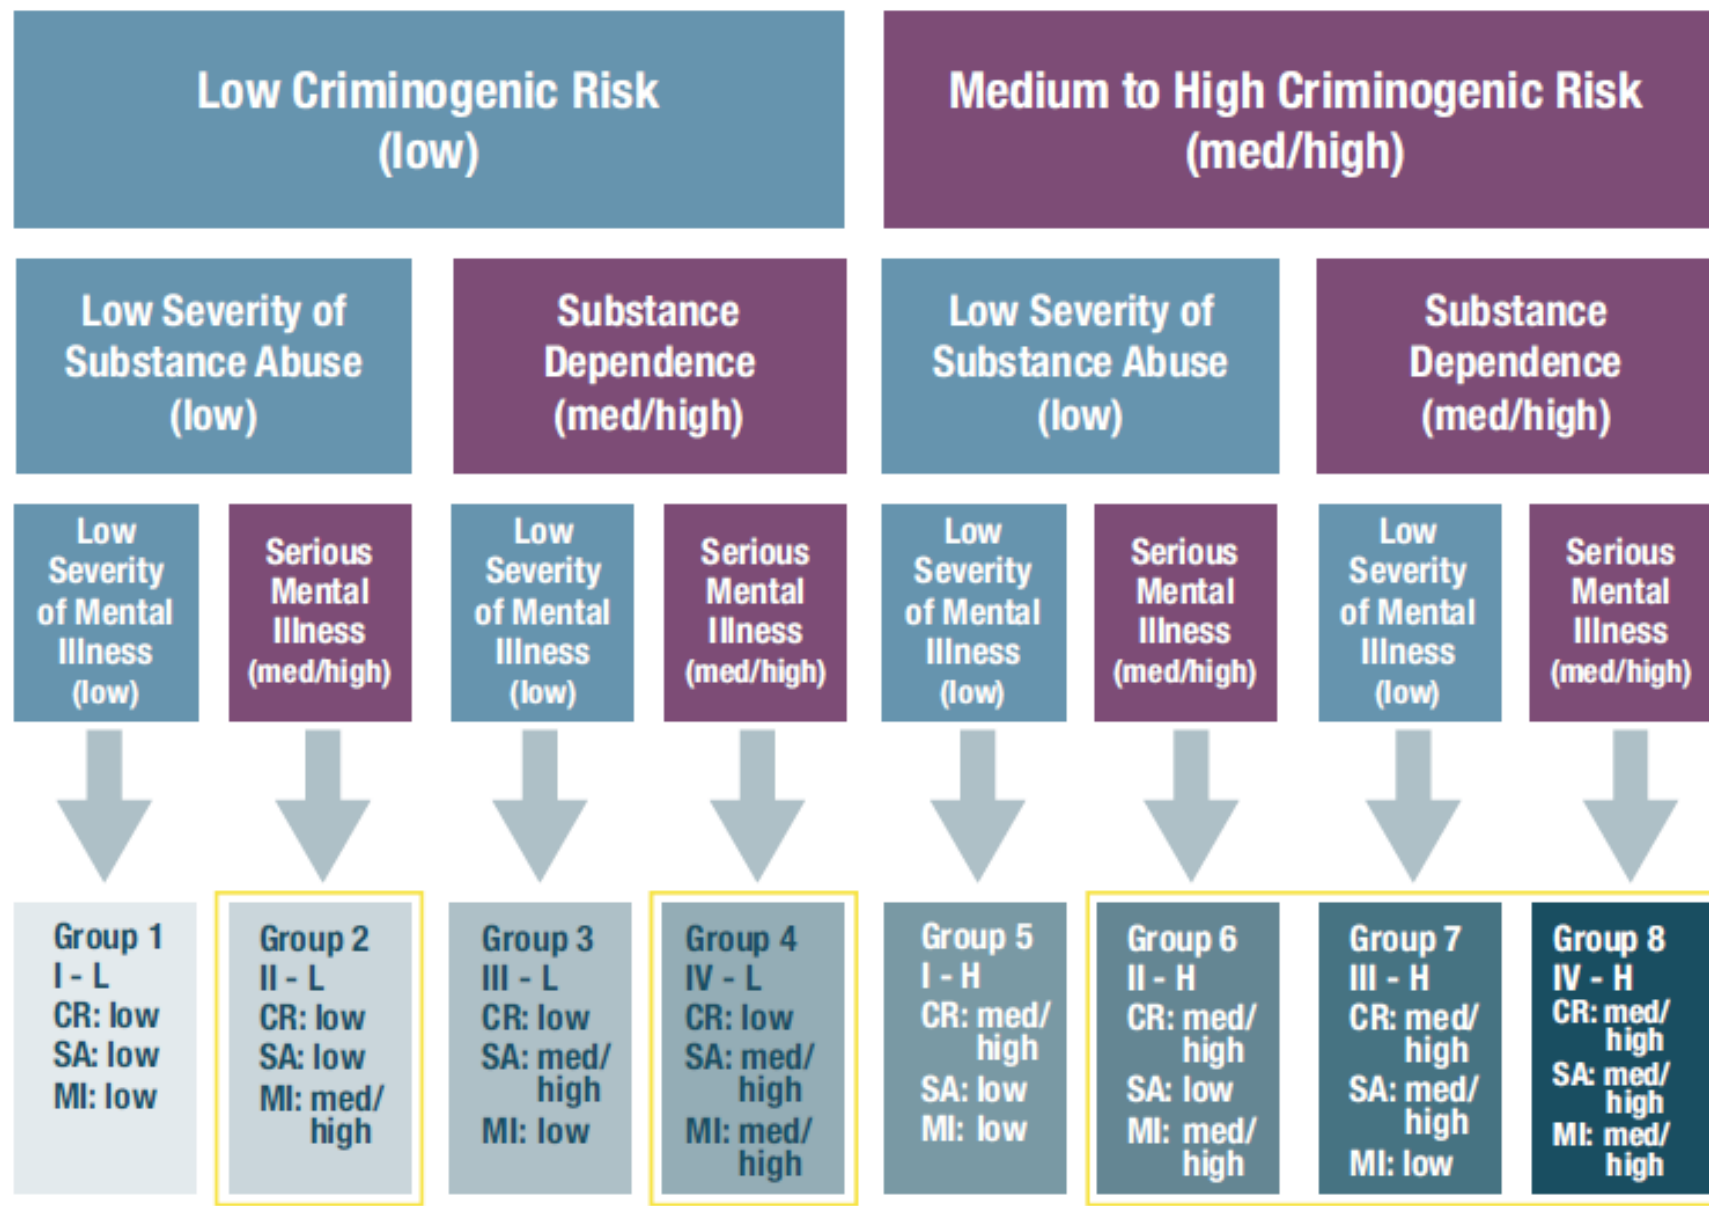 Low Criminogenic Risk
(low)
Medium to High Criminogenic Risk
(med/high)
Low Severity of
Substance Abuse
(low)
Substance
Dependence
(med/high)
Low Severity of
Substance Abuse
(low)
Substance
Dependence
(med/high)
Low
Severity
of Mental
Illness
(low)
Serious
Mental
Illness
(med/high)
Low
Severity
of Mental
Illness
(low)
Serious
Mental
Illness
(med/high)
Low
Severity
of Mental
Illness
(low)
Serious
Mental
Illness
(med/high)
Low
Severity
of Mental
Illness
(low)
Serious
Mental
Illness
(med/high)
Group 1
I - L
CR: low
SA: low
MI: low
Group 2
II - L
CR: low
SA: low
MI: med/
high
Group 3
III - L
CR: low
SA: med/
high
MI: low
Group 4
IV - L
CR: low
SA: med/
high
MI: med/
high
Group 5
I - H
CR: med/
high
SA: low
MI: low
Group 6
II - H
CR: med/
high
SA: low
MI: med/
high
Group 7
III - H
CR: med/
high
SA: med/
high
MI: low
Group 8
IV - H
CR: med/
high
SA: med/
high
MI: med/
high